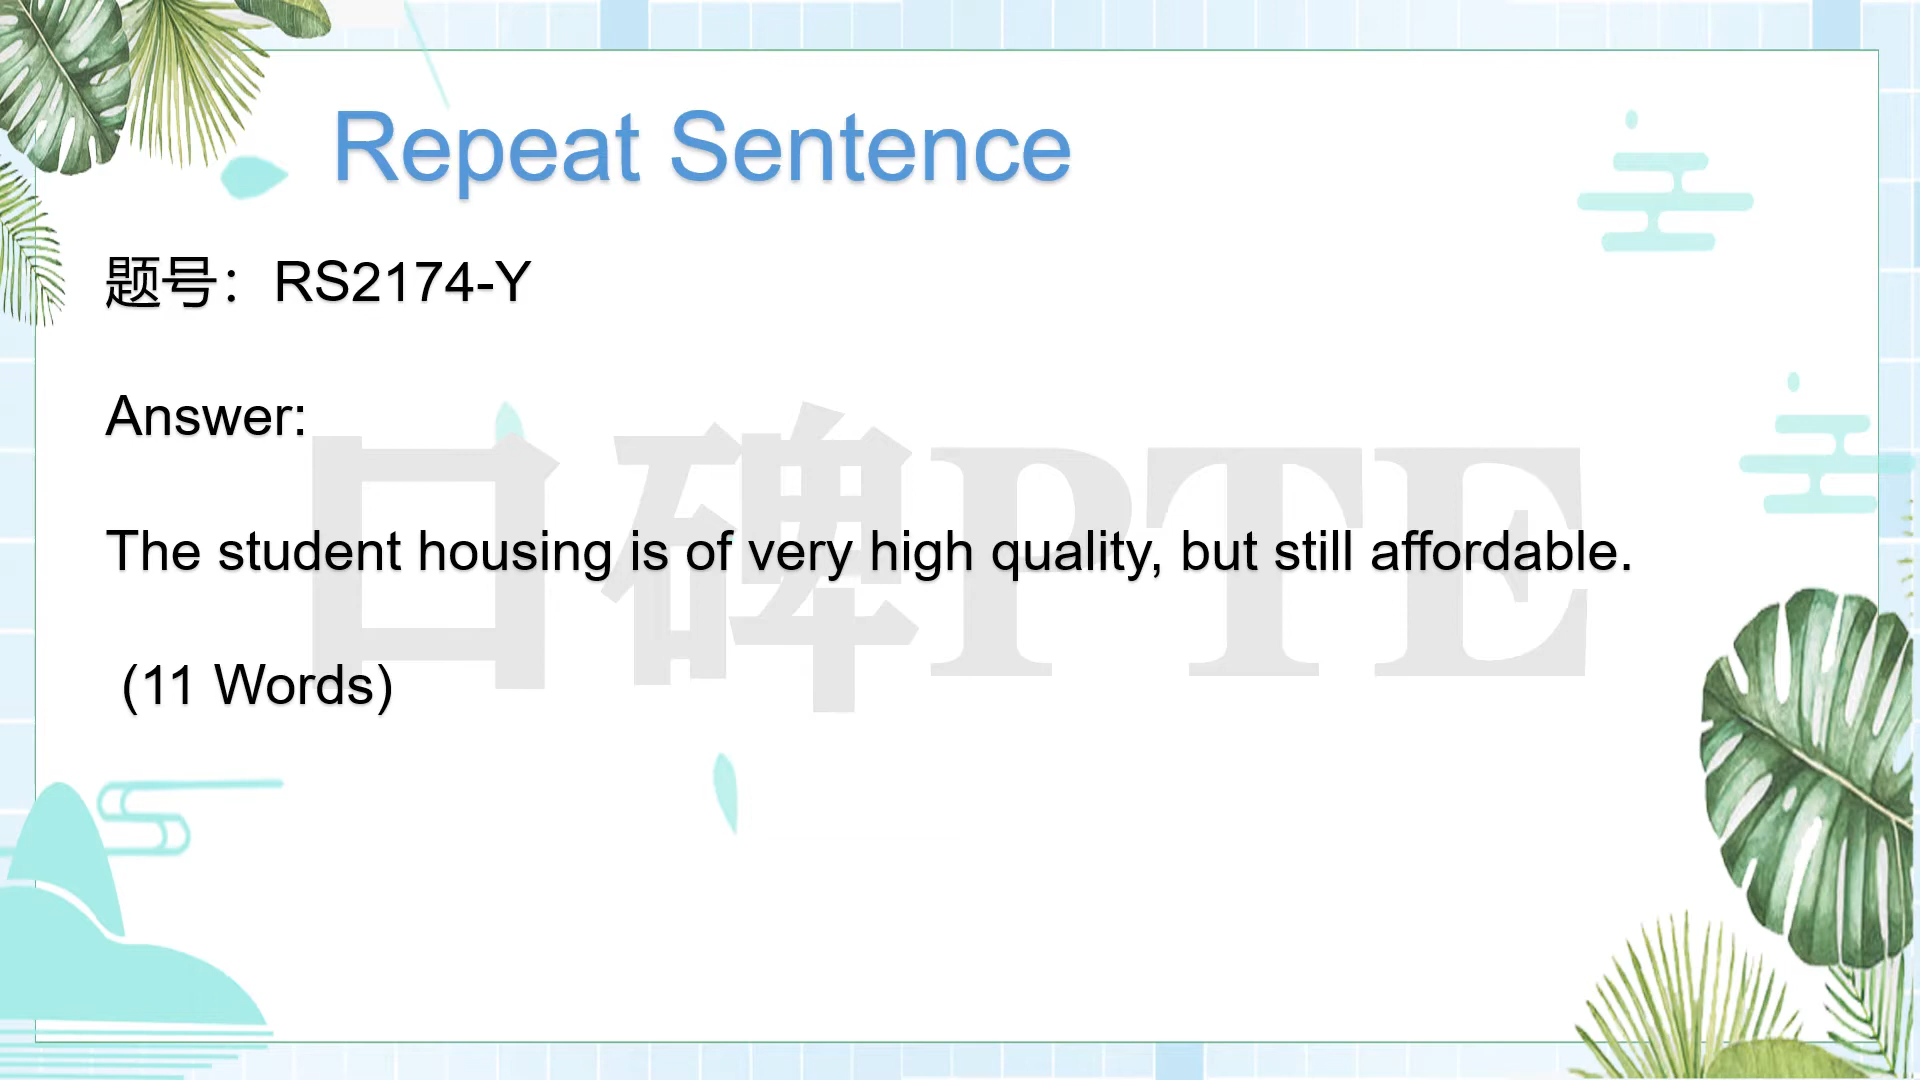 Repeat Sentence
题号：RS2174-Y
Answer:
The student housing is of very high quality, but still affordable.
(11 Words)
口碑PTE